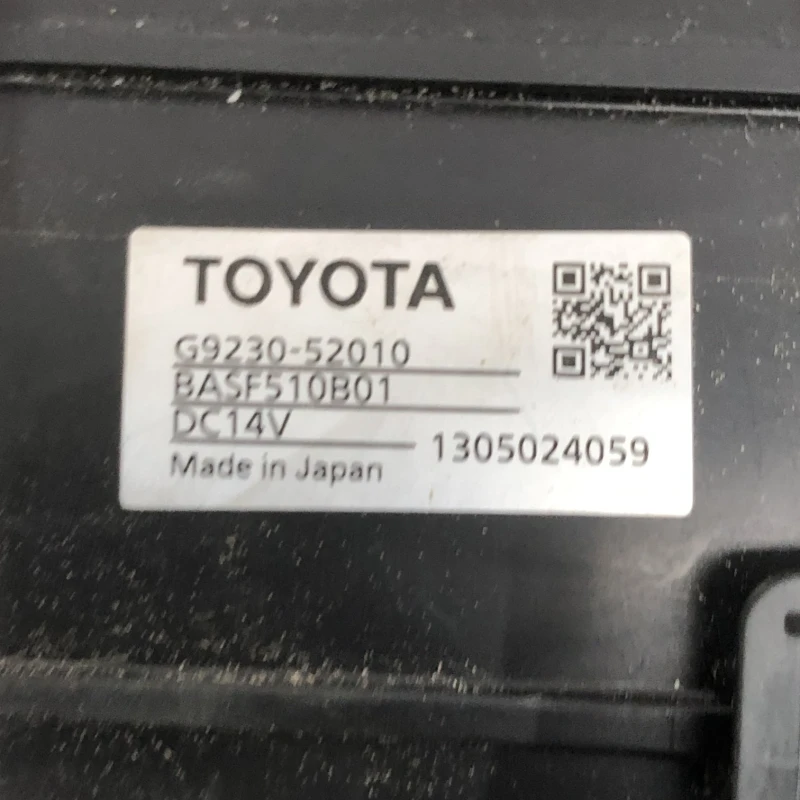 TOYOTA
G9230-52010
BASF510B01
DC14V
1305024059
Made in Japan